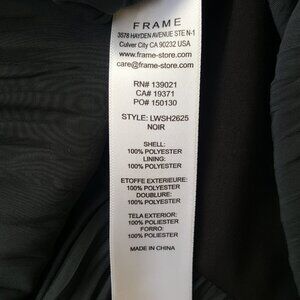 FRAME
3578 HAYDEN AVENUE STE N-1
Culver City CA 90232 USA
www.frame-store.com
care@frame-store.com
RN# 139021
CA# 19371
PO# 150130
STYLE: LWSH2625
NOIR
SHELL:
100% POLYESTER
LINING:
100% POLYESTER
ETOFFE EXTERIEURE:
100% POLYESTER
DOUBLURE:
100% POLYESTER
TELA EXTERIOR:
100% POLIESTER
FORRO:
100% POLIESTER
MADE IN CHINA